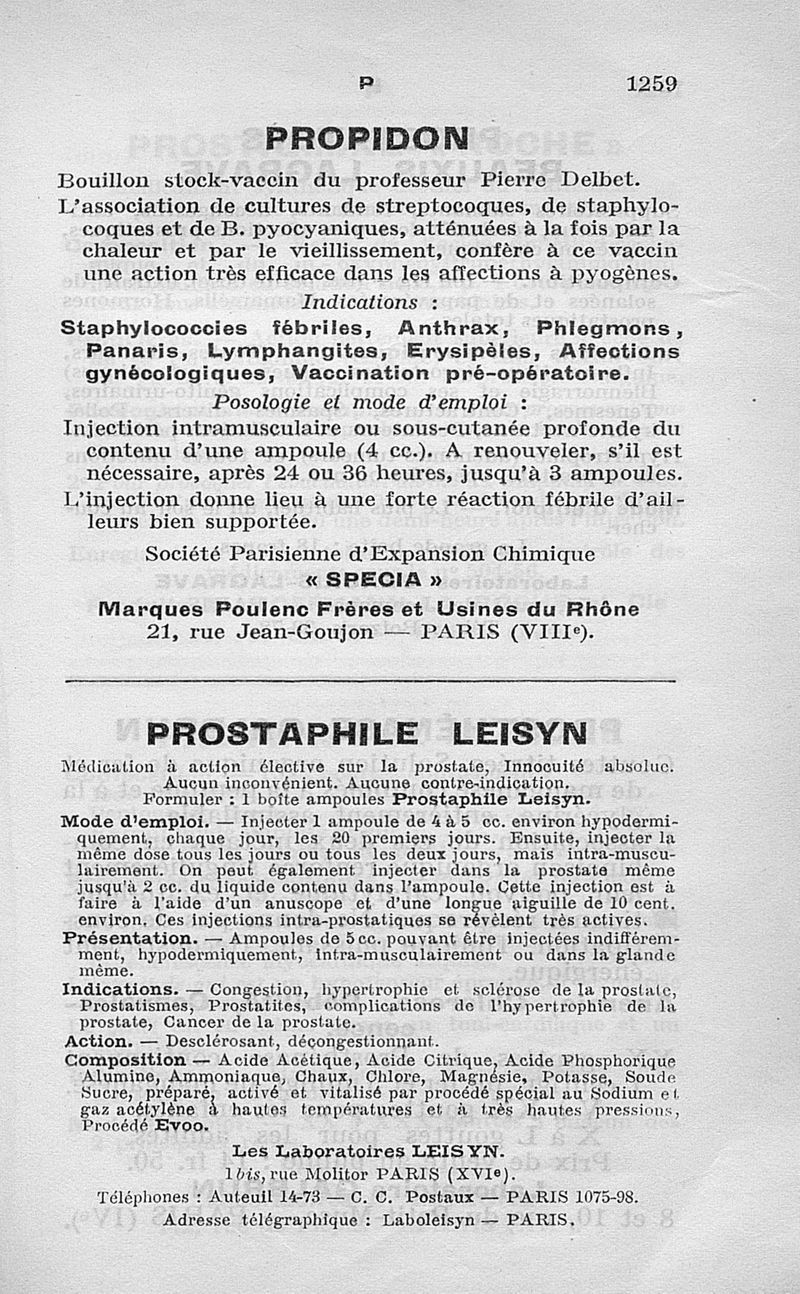 P 1259
PROPIDON
Bouillon stock-vaccin du professeur Pierre Delbet.
L'association de cultures de streptocoques, de staphylo-
coques et de B. pyocyaniques, atténuées à la fois par la
chaleur et par le vieillissement, confère à ce vaccin
une action très efficace dans les affections à pyogènes.
Indications :
Staphylococcies fébriles, Anthrax, Phlegmons,
Panaris, Lymphangites, Erysipèles, Affections
gynécologiques, Vaccination pré-opératoire.
Posologie et mode d'emploi :
Injection intramusculaire ou sous-cutanée profonde du
contenu d'une ampoule (4 cc.). A renouveler, s'il est
nécessaire, après 24 ou 36 heures, jusqu'à 3 ampoules.
L'injection donne lieu à une forte réaction fébrile d'ail-
leurs bien supportée.
Société Parisienne d'Expansion Chimique
« SPECIA »
Marques Poulenc Frères et Usines du Rhône
21, rue Jean-Goujon — PARIS (VIIIe).
PROSTAPHILE LEISYN
Médication à action élective sur la prostate, Innocuité absolue.
Aucun inconvénient. Aucune contre-indication.
Formuler : 1 boîte ampoules Prostaphile Leisyn.
Mode d'emploi. — Injecter 1 ampoule de 4 à 5 cc. environ hypodermi-
quement, chaque jour, les 20 premiers jours. Ensuite, injecter la
même dose tous les jours ou tous les deux jours, mais intra-muscu-
lairement. On peut également injecter dans la prostate même
jusqu'à 2 cc. du liquide contenu dans l'ampoule. Cette injection est à
faire à l'aide d'un anuscope et d'une longue aiguille de 10 cent.
environ. Ces injections intra-prostatiques se révèlent très actives.
Présentation. — Ampoules de 5 cc. pouvant être injectées indifférem-
ment, hypodermiquement, intra-musculairement ou dans la glande
même.
Indications. — Congestion, hypertrophie et sclérose de la prostate,
Prostatismes, Prostatites, complications de l'hypertrophie de la
prostate, Cancer de la prostate.
Action. — Desclérosant, décongestionnant.
Composition — Acide Acétique, Acide Citrique, Acide Phosphorique
Alumine, Ammoniaque, Chaux, Chlore, Magnésie, Potasse, Soude
Sucre, préparé, activé et vitalisé par procédé spécial au Sodium et
gaz acétylène à hautes températures et à très hautes pressions,
Procédé Evoo.
Les Laboratoires LEISYN.
1 bis, rue Molitor PARIS (XVIe).
Téléphones : Auteuil 14-73 — C. C. Postaux — PARIS 1075-98.
Adresse télégraphique : Laboleisyn — PARIS.